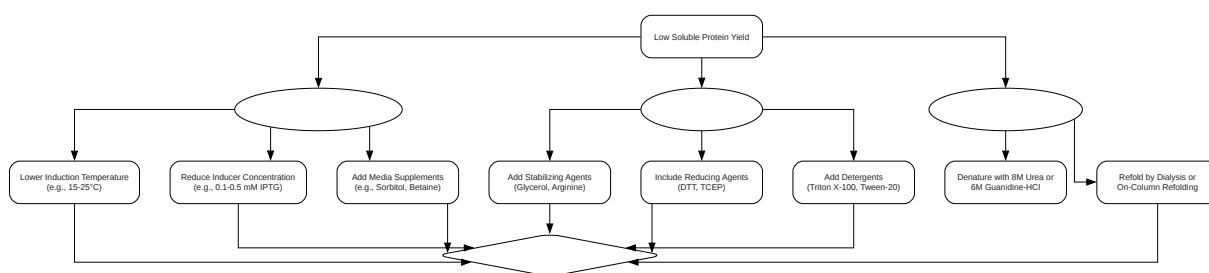 Low Soluble Protein Yield
Lower Induction Temperature
(e.g., 15-25°C)
Reduce Inducer Concentration
(e.g., 0.1-0.5 mM IPTG)
Add Media Supplements
(e.g., Sorbitol, Betaine)
Add Stabilizing Agents
(Glycerol, Arginine)
Include Reducing Agents
(DTT, TCEP)
Add Detergents
(Triton X-100, Tween-20)
Denature with 8M Urea or
6M Guanidine-HCl
Refold by Dialysis or
On-Column Refolding